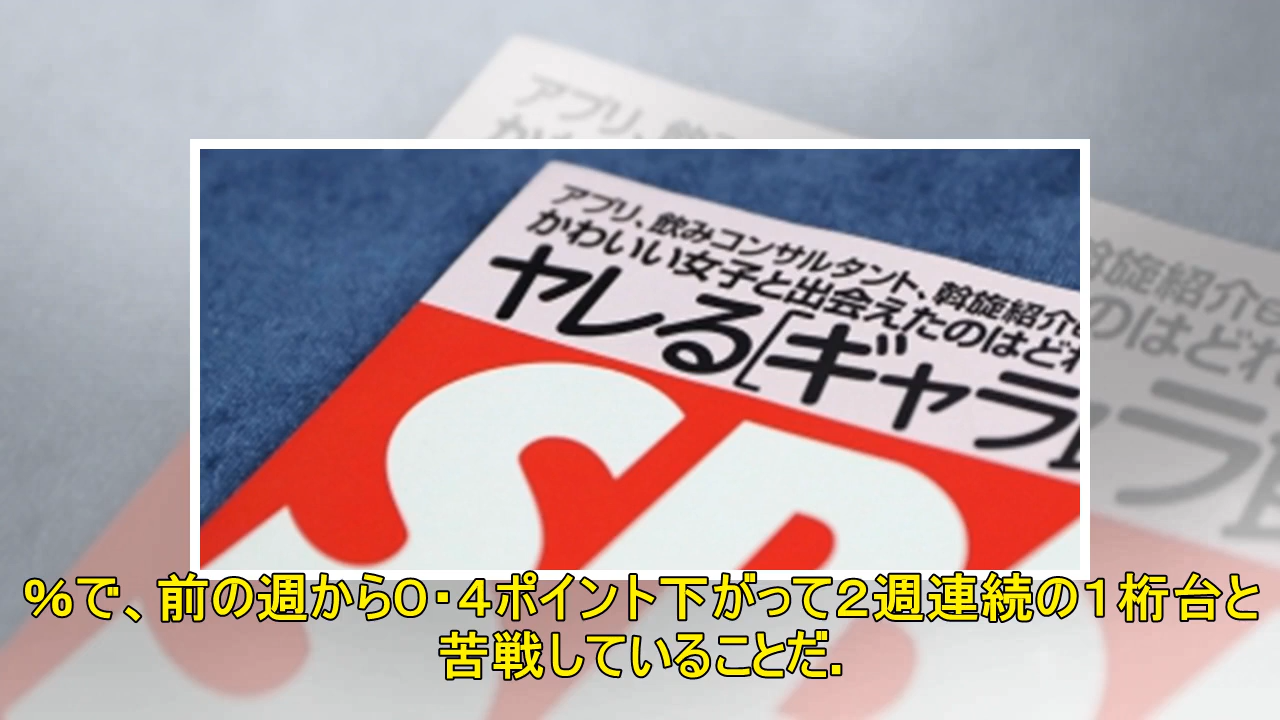 アプリ、飲みコンサルタント、斡旋紹介
かわいい女子と出会えたのはどれ
ヤレる[ギャラ
SP
%で、前の週から0・4ポイント下がって2週連続の1桁台と
苦戦していることだ.